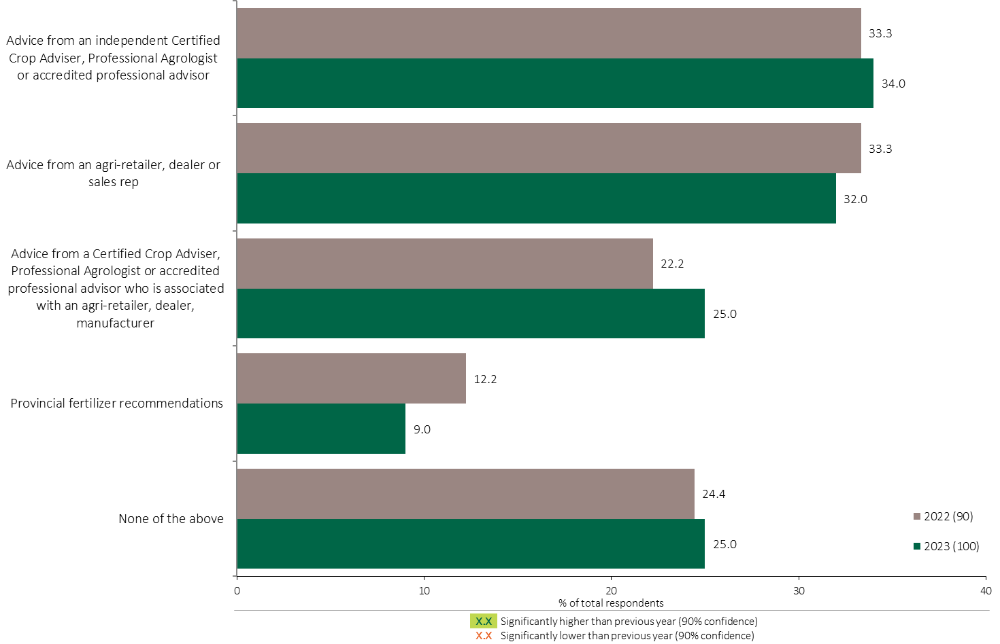 Advice from an independent Certified
Crop Adviser, Professional Agrologist
or accredited professional advisor
33.3
34.0
Advice from an agri-retailer, dealer or
sales rep
33.3
32.0
Advice from a Certified Crop Adviser,
Professional Agrologist or accredited
professional advisor who is associated
with an agri-retailer, dealer,
manufacturer
22.2
25.0
Provincial fertilizer recommendations
12.2
9.0
None of the above
24.4
25.0
2022 (90)
2023 (100)
0 10 20 30 40
% of total respondents
X.X Significantly higher than previous year (90% confidence)
X.X Significantly lower than previous year (90% confidence)